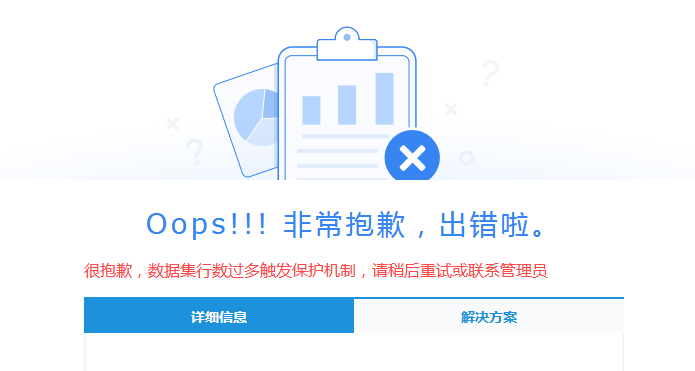 Oops!!! 非常抱歉，出错啦。
很抱歉，数据集行数过多触发保护机制，请稍后重试或联系管理员
详细信息
解决方案